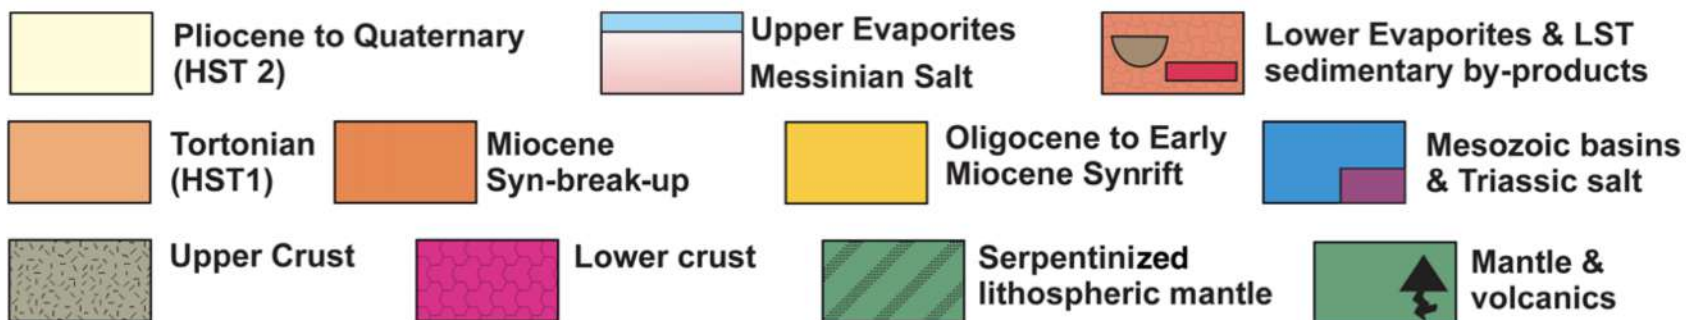 Pliocene to Quaternary
(HST 2)
Upper Evaporites
Messinian Salt
Lower Evaporites & LST
sedimentary by-products
Tortonian
(HST1)
Miocene
Syn-break-up
Oligocene to Early
Miocene Synrift
Mesozoic basins
& Triassic salt
Upper Crust
Lower crust
Serpentinized
lithospheric mantle
Mantle &
volcanics